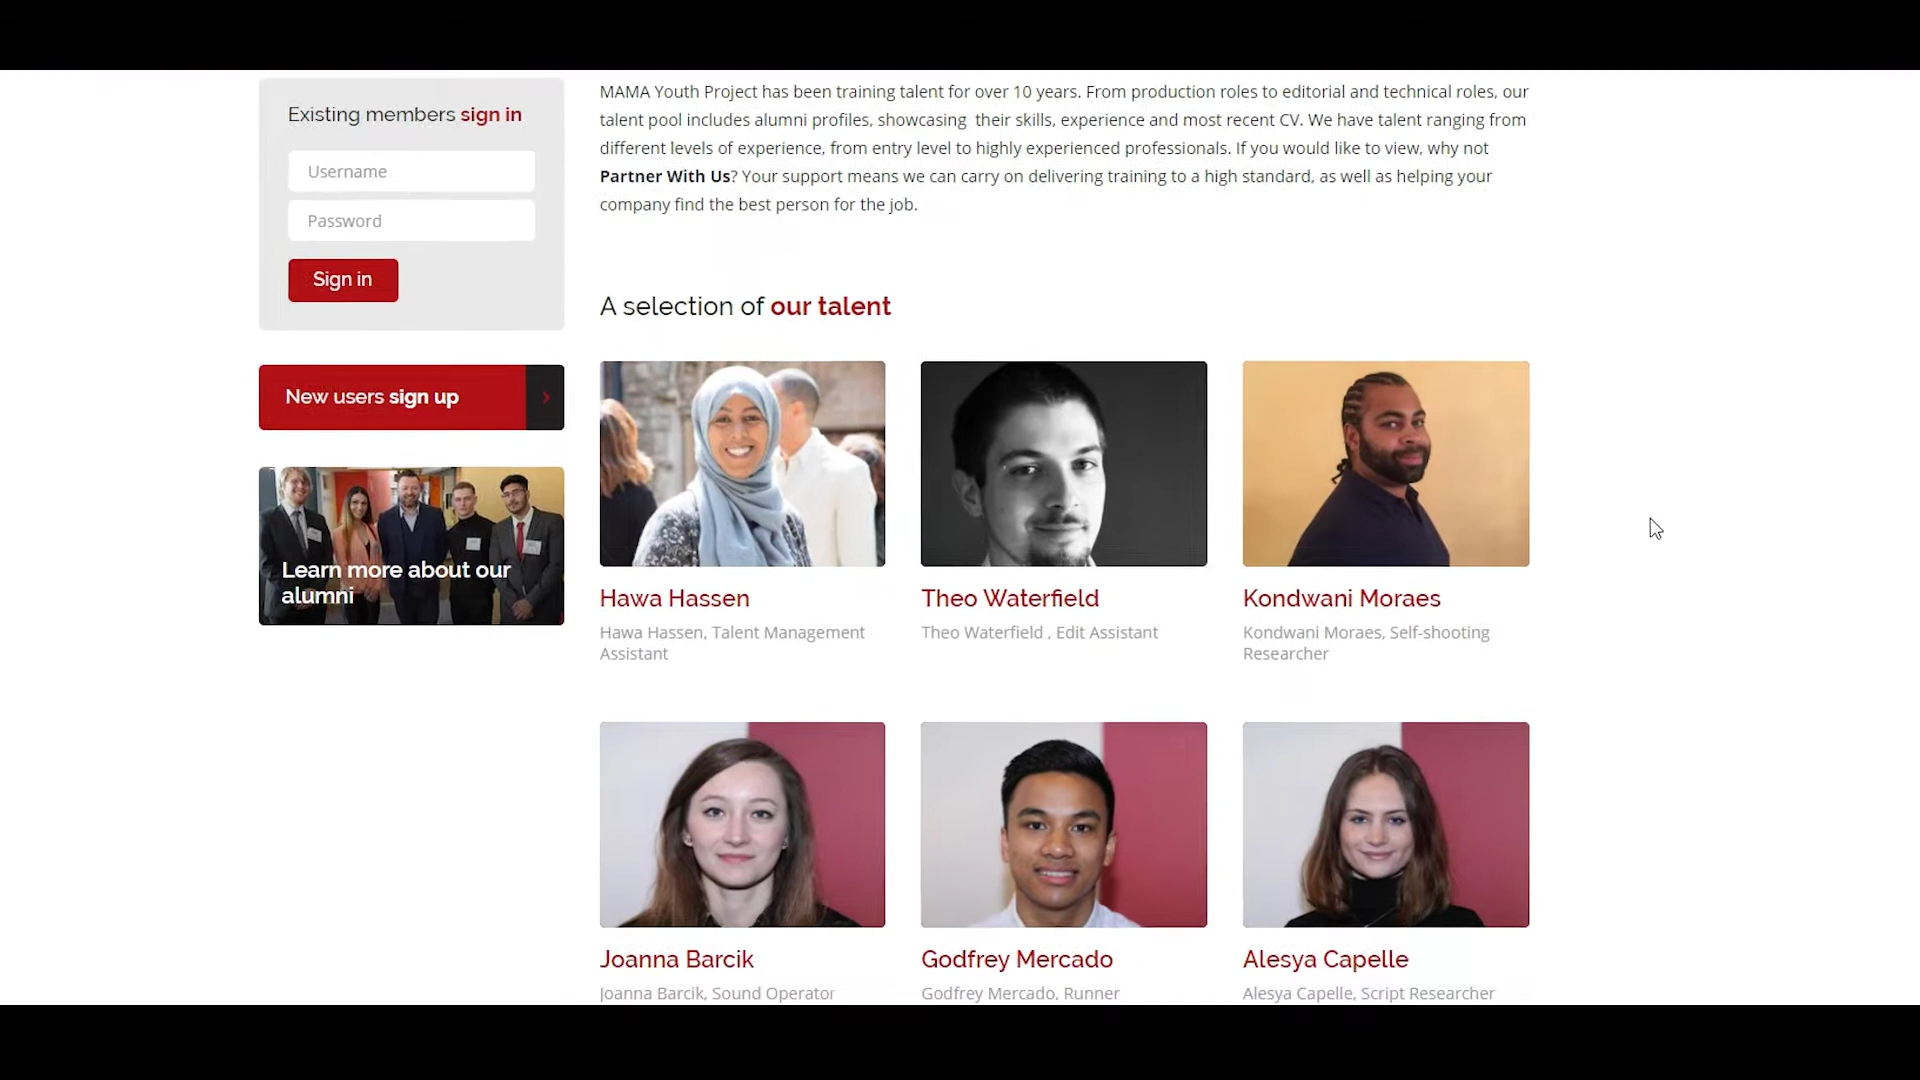 Existing members sign in
Username
Password
Sign in
New users sign up
Learn more about our
alumni
MAMA Youth Project has been training talent for over 10 years. From production roles to editorial and technical roles, our
talent pool includes alumni profiles, showcasing their skills, experience and most recent CV. We have talent ranging from
different levels of experience, from entry level to highly experienced professionals. If you would like to view, why not
Partner With Us? Your support means we can carry on delivering training to a high standard, as well as helping your
company find the best person for the job.
A selection of our talent
Hawa Hassen
Hawa Hassen, Talent Management
Assistant
Theo Waterfield
Theo Waterfield , Edit Assistant
Kondwani Moraes
Kondwani Moraes, Self-shooting
Researcher
Joanna Barcik
Joanna Barcik, Sound Operator
Godfrey Mercado
Godfrey Mercado, Runner
Alesya Capelle
Alesya Capelle, Script Researcher